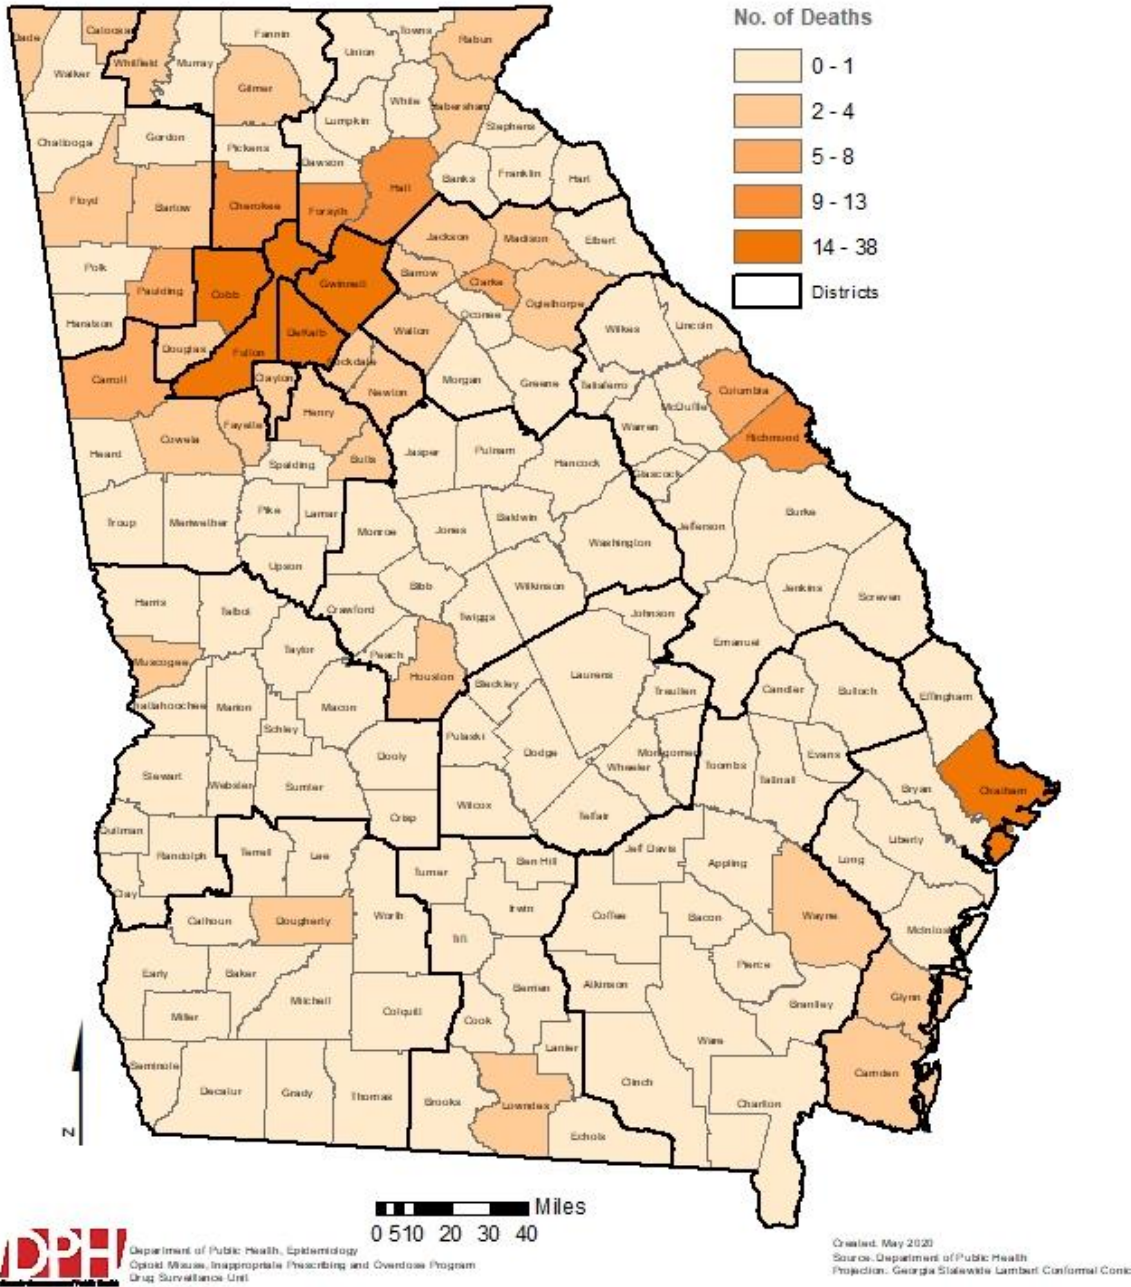 No. of Deaths
0 - 1
2 - 4
5 - 8
9 - 13
14 - 38
Districts
Dade
Catoosa
Whitfield
Walker
Murray
Fannin
Gilmer
Union
Towns
Rabun
White
Habersham
Lumpkin
Stephens
Chattooga
Gordon
Pickens
Dawson
Banks
Franklin
Hart
Floyd
Bartow
Cherokee
Forsyth
Hall
Jackson
Madison
Elbert
Polk
Paulding
Cobb
Gwinnett
Barrow
Clarke
Oglethorpe
Oconee
Haralson
Douglas
Fulton
DeKalb
Walton
Wilkes
Lincoln
Carroll
Clayton
Rockdale
Newton
Morgan
Greene
Taliaferro
McDuffie
Columbia
Warren
Richmond
Heard
Coweta
Fayette
Henry
Spalding
Butts
Jasper
Putnam
Hancock
Glascock
Troup
Meriwether
Pike
Lamar
Monroe
Jones
Baldwin
Washington
Jefferson
Burke
Upson
Bibb
Wilkinson
Jenkins
Screven
Harris
Talbot
Crawford
Twiggs
Johnson
Emanuel
Muscogee
Taylor
Peach
Houston
Bleckley
Laurens
Treutlen
Candler
Bulloch
Effingham
Chattahoochee
Marion
Schley
Macon
Pulaski
Dodge
Wheeler
Montgomery
Toombs
Tattnall
Evans
Bryan
Chatham
Stewart
Webster
Sumter
Dooly
Wilcox
Telfair
Crisp
Quitman
Randolph
Terrell
Lee
Turner
Ben Hill
Jeff Davis
Appling
Long
Liberty
Clay
Calhoun
Dougherty
Worth
Tift
Irwin
Coffee
Bacon
Wayne
McIntosh
Early
Baker
Mitchell
Miller
Colquitt
Cook
Berrien
Atkinson
Pierce
Brantley
Glynn
Lanier
Ware
Seminole
Decatur
Grady
Thomas
Brooks
Lowndes
Echols
Clinch
Charlton
Camden
N
Miles
0 5 10 20 30 40
DPH
Department of Public Health, Epidemiology
Opioid Misuse, Inappropriate Prescribing and Overdose Program
Drug Surveillance Unit
Created: May 2020
Source: Department of Public Health
Projection: Georgia Statewide Lambert Conformal Conic